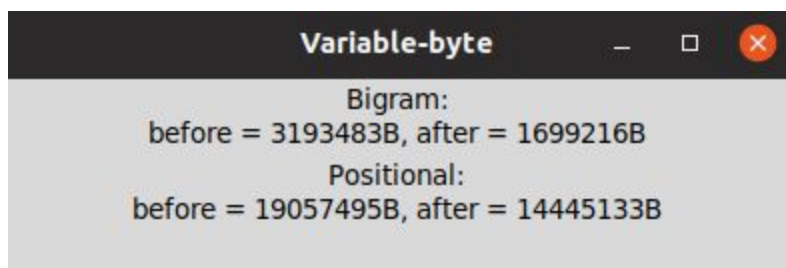 Variable-byte
Bigram:
before = 3193483B, after = 1699216B
Positional:
before = 19057495B, after = 14445133B